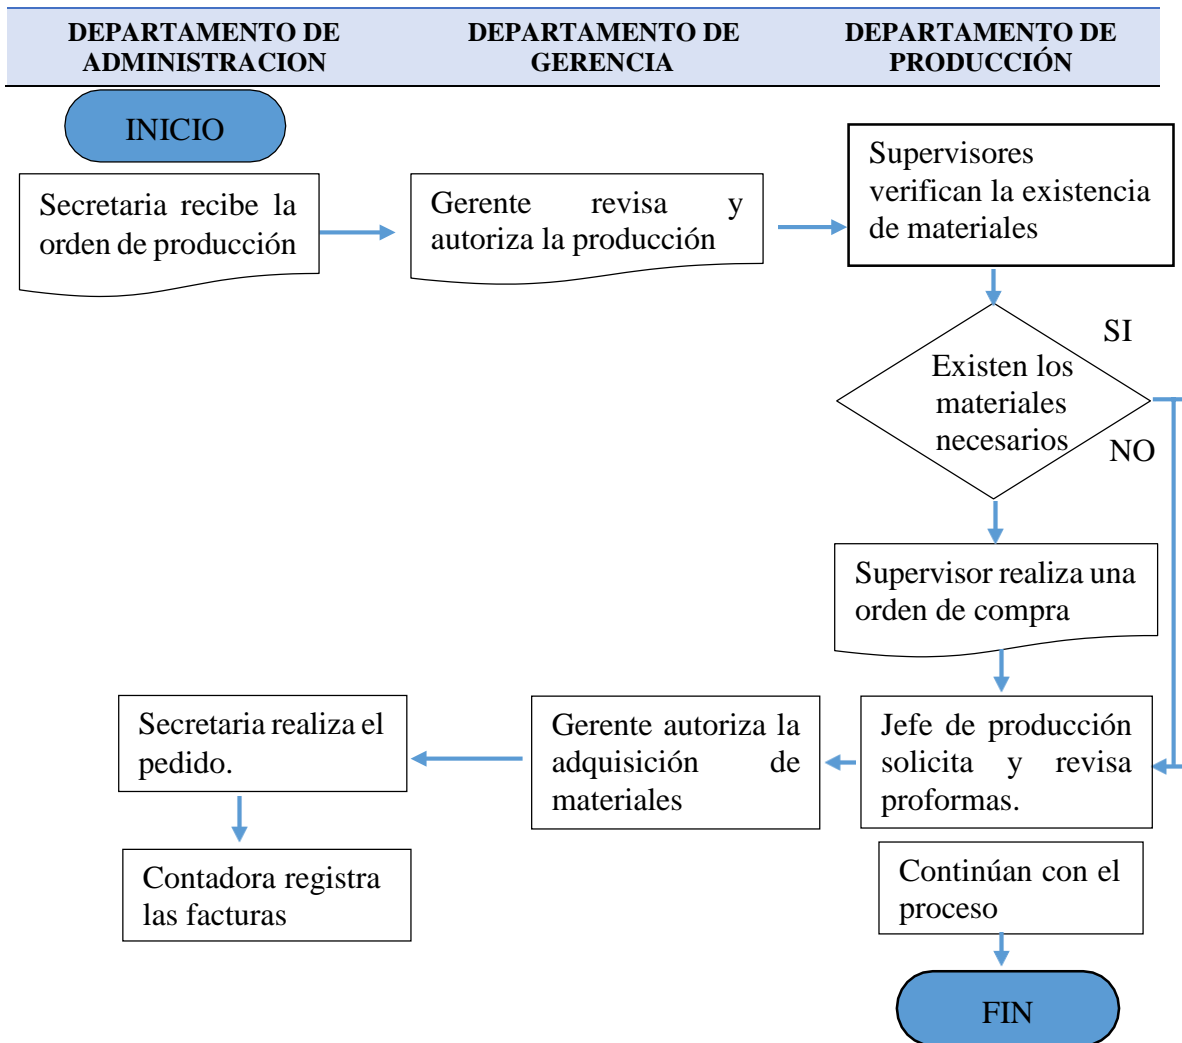 DEPARTAMENTO DE
ADMINISTRACION
DEPARTAMENTO DE
GERENCIA
DEPARTAMENTO DE
PRODUCCIÓN
INICIO
Secretaria recibe la
orden de producción
Gerente revisa y
autoriza la producción
Supervisores
verifican la existencia
de materiales
SI
Existen los
materiales
necesarios
NO
Supervisor realiza una
orden de compra
Secretaria realiza el
pedido.
Gerente autoriza la
adquisición de
materiales
Jefe de producción
solicita y revisa
proformas.
Contadora registra
las facturas
Continúan con el
proceso
FIN